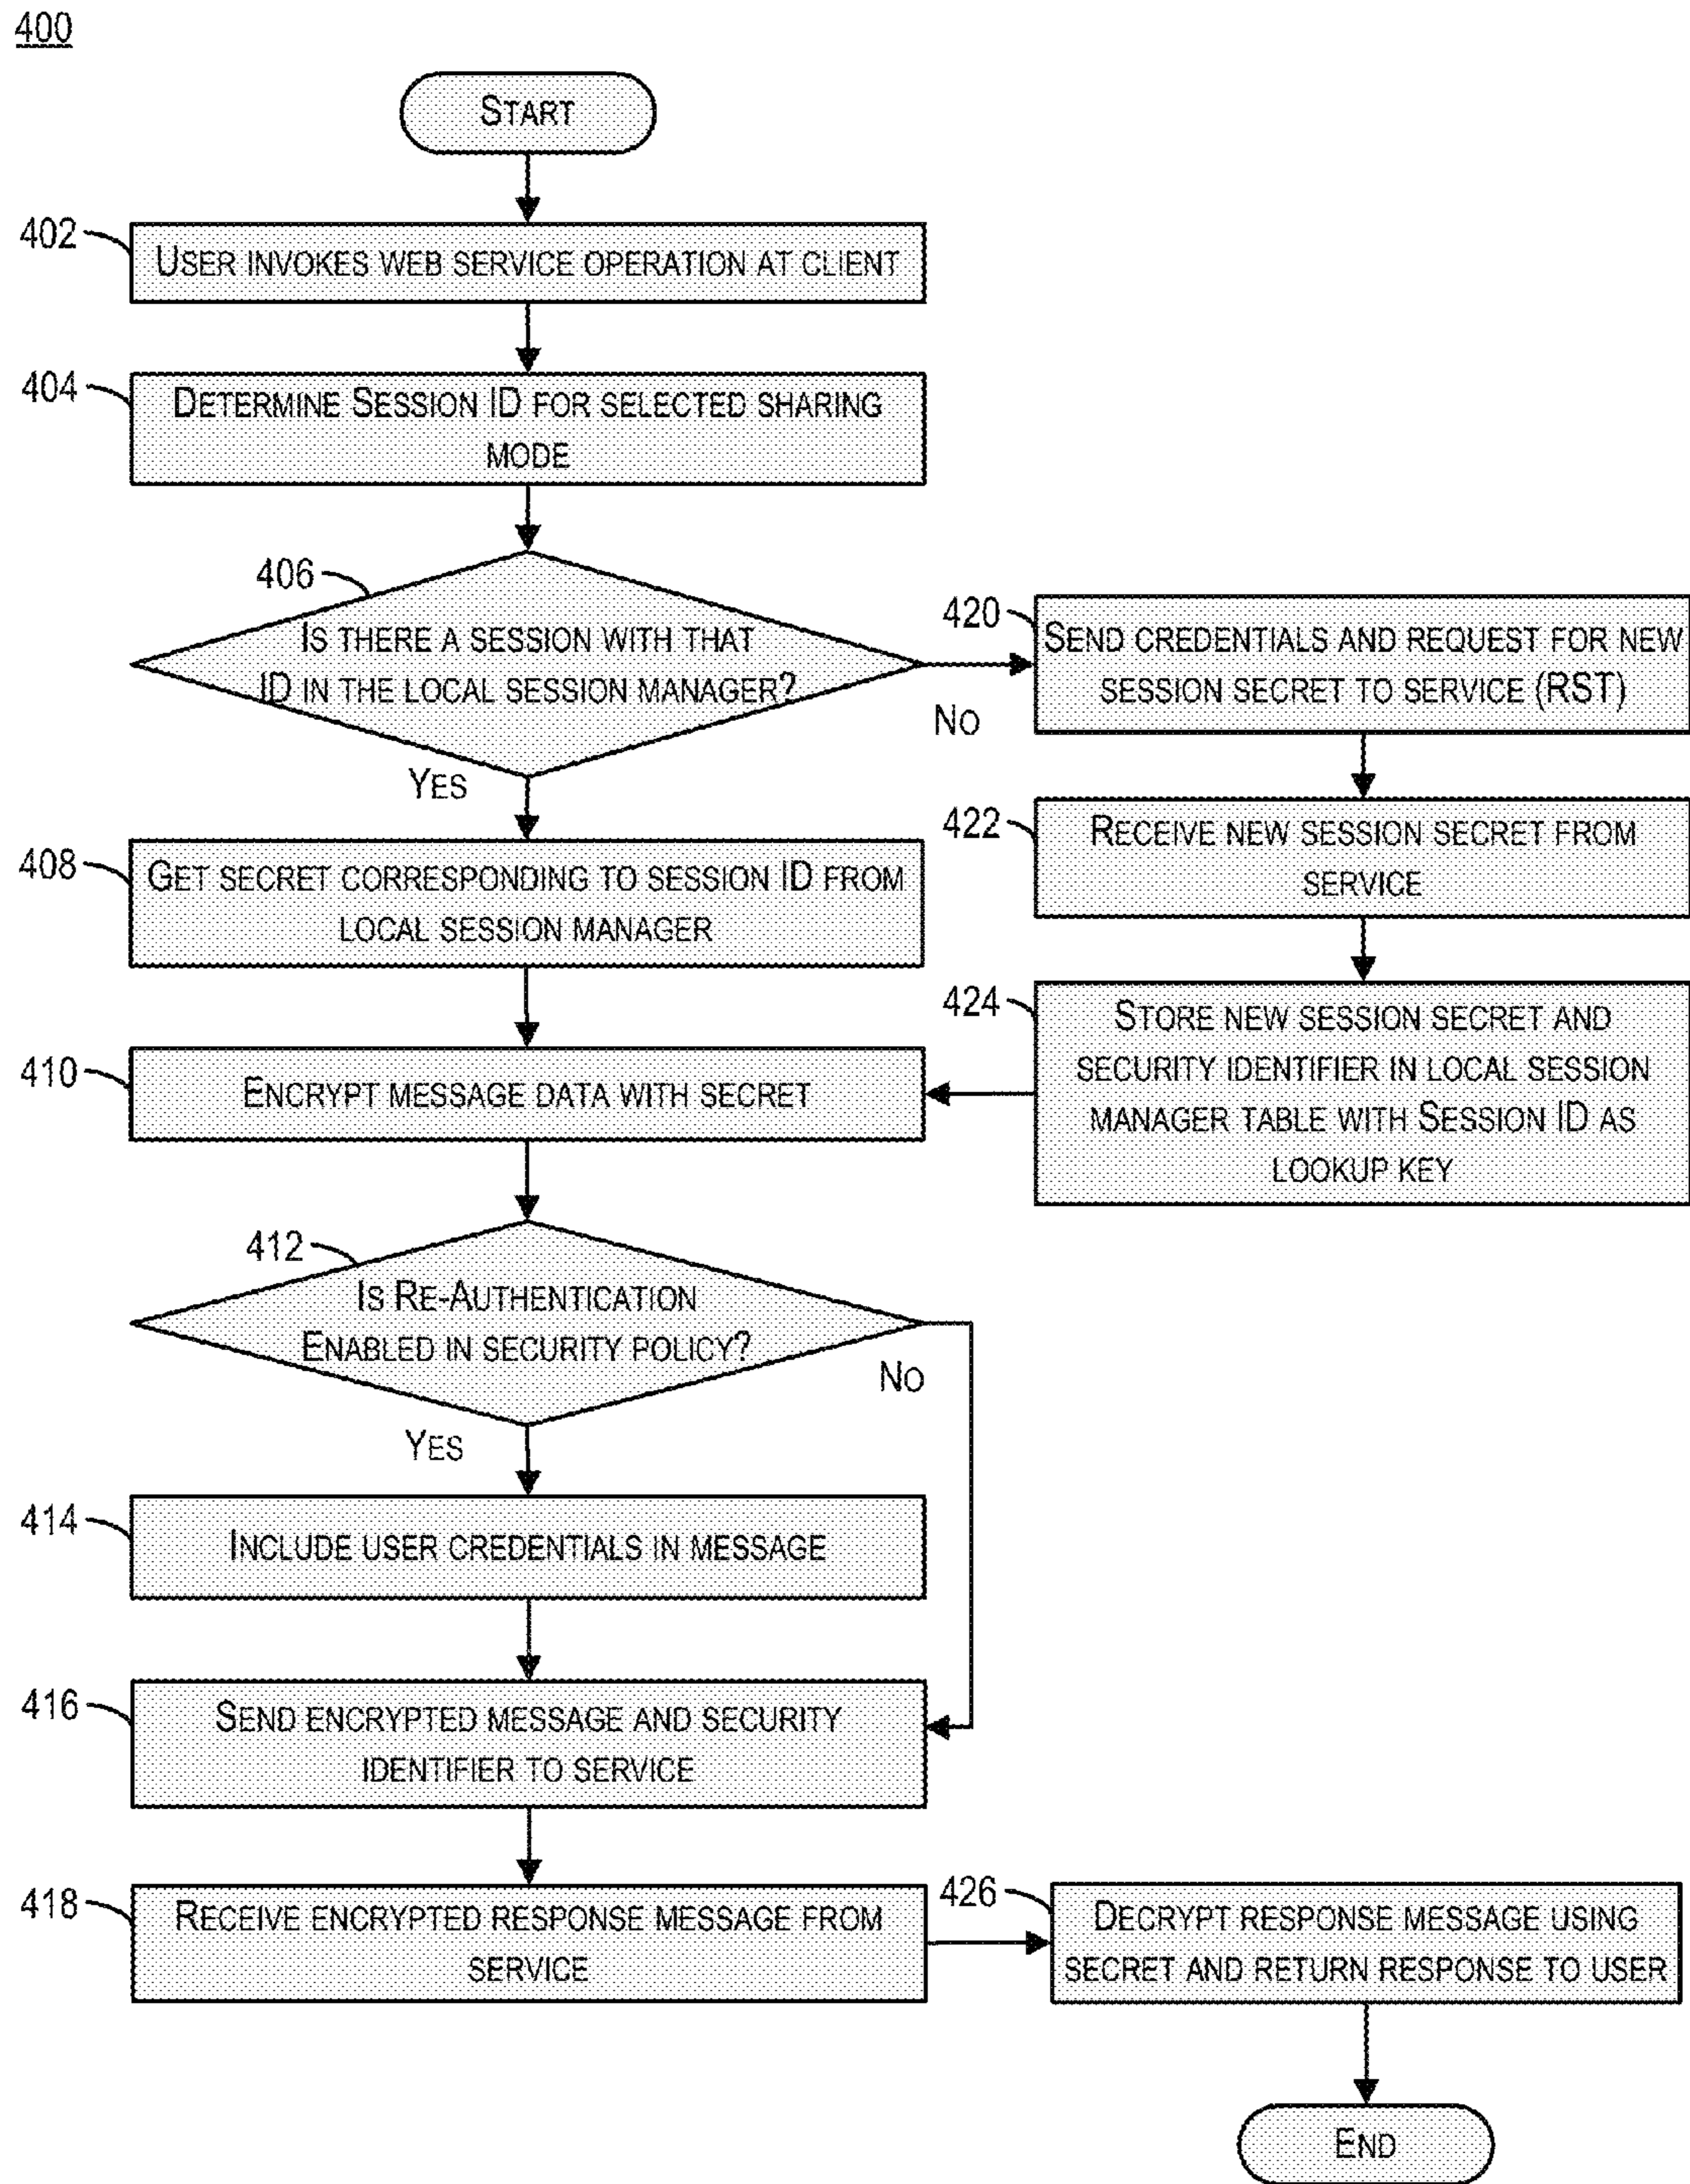 400
START
402
USER INVOKES WEB SERVICE OPERATION AT CLIENT
404
DETERMINE SESSION ID FOR SELECTED SHARING
MODE
406
IS THERE A SESSION WITH THAT
ID IN THE LOCAL SESSION MANAGER?
NO
YES
420
SEND CREDENTIALS AND REQUEST FOR NEW
SESSION SECRET TO SERVICE (RST)
422
RECEIVE NEW SESSION SECRET FROM
SERVICE
424
STORE NEW SESSION SECRET AND
SECURITY IDENTIFIER IN LOCAL SESSION
MANAGER TABLE WITH SESSION ID AS
LOOKUP KEY
408
GET SECRET CORRESPONDING TO SESSION ID FROM
LOCAL SESSION MANAGER
410
ENCRYPT MESSAGE DATA WITH SECRET
412
IS RE-AUTHENTICATION
ENABLED IN SECURITY POLICY?
NO
YES
414
INCLUDE USER CREDENTIALS IN MESSAGE
416
SEND ENCRYPTED MESSAGE AND SECURITY
IDENTIFIER TO SERVICE
418
RECEIVE ENCRYPTED RESPONSE MESSAGE FROM
SERVICE
426
DECRYPT RESPONSE MESSAGE USING
SECRET AND RETURN RESPONSE TO USER
END